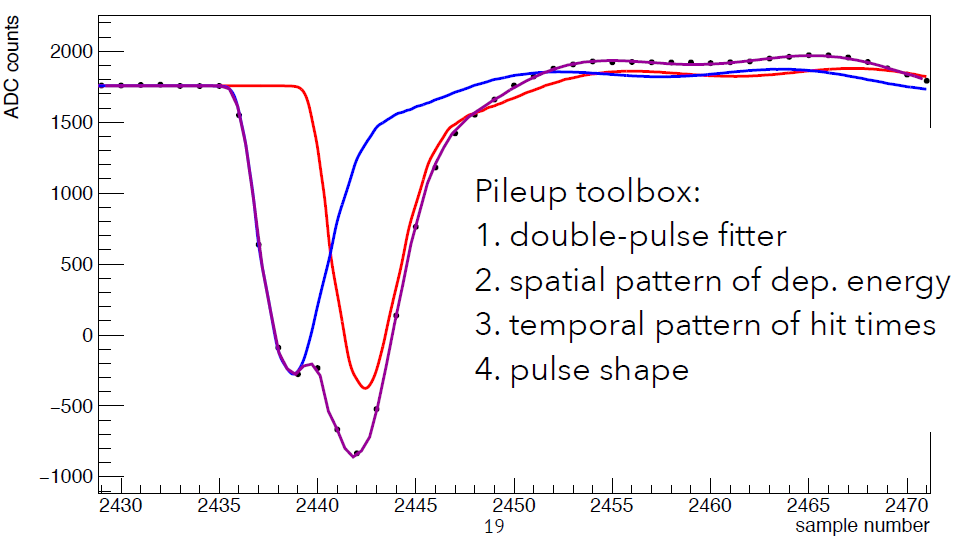 ADC counts
2000
1500
1000
500
0
−500
−1000
Pileup toolbox:
1. double-pulse fitter
2. spatial pattern of dep. energy
3. temporal pattern of hit times
4. pulse shape
2430 2435 2440 2445 2450 2455 2460 2465 2470
19
sample number